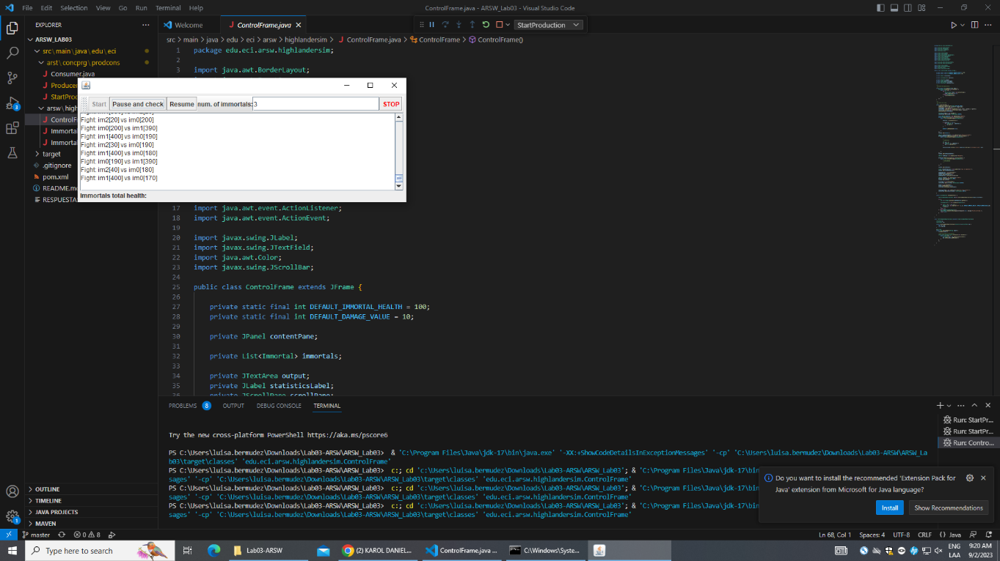 File Edit Selection View Go Run Terminal Help
ControlFrame.java - ARSW_Lab03 - Visual Studio Code
EXPLORER
ARSW_LAB03
src\main\java\edu\eci
arst\concprg\prodcons
Consumer.java
Producer
StartProd
arsw\high
ControlF
Immortal
Immortal
target
.gitignore
pom.xml
README.md
RESPUESTA
OUTLINE
TIMELINE
JAVA PROJECTS
MAVEN
Welcome
ControlFrame.java
StartProduction
src > main > java > edu > eci > arsw > highlandersim > ControlFrame.java > ControlFrame > ControlFrame()
1 package edu.eci.arsw.highlandersim;
2
3 import java.awt.BorderLayout;
Start Pause and check Resume num. of immortals: 3 STOP
Fight: im2[20] vs im0[200]
Fight: im0[200] vs im1[390]
Fight: im1[400] vs im0[190]
Fight: im2[30] vs im0[190]
Fight: im1[400] vs im0[180]
Fight: im0[190] vs im1[390]
Fight: im2[40] vs im0[180]
Fight: im1[400] vs im0[170]
Immortals total health:
17 import java.awt.event.ActionListener;
18 import java.awt.event.ActionEvent;
19
20 import javax.swing.JLabel;
21 import javax.swing.JTextField;
22 import java.awt.Color;
23 import javax.swing.JScrollBar;
24
25 public class ControlFrame extends JFrame {
26
27 private static final int DEFAULT_IMMORTAL_HEALTH = 100;
28 private static final int DEFAULT_DAMAGE_VALUE = 10;
29
30 private JPanel contentPane;
31
32 private List<Immortal> immortals;
33
34 private JTextArea output;
35 private JLabel statisticsLabel;
36 private JScrollPane scrollPane;
PROBLEMS 8 OUTPUT DEBUG CONSOLE TERMINAL
Try the new cross-platform PowerShell https://aka.ms/pscore6
PS C:\Users\luisa.bermudez\Downloads\Lab03-ARSW\ARSW_Lab03> & 'C:\Program Files\Java\jdk-17\bin\java.exe' '-XX:+ShowCodeDetailsInExceptionMessages' '-cp' 'C:\Users\luisa.bermudez\Downloads\Lab03-ARSW\ARSW_La
b03\target\classes' 'edu.eci.arsw.highlandersim.ControlFrame'
PS C:\Users\luisa.bermudez\Downloads\Lab03-ARSW\ARSW_Lab03> c:; cd 'c:\Users\luisa.bermudez\Downloads\Lab03-ARSW\ARSW_Lab03'; & 'C:\Program Files\Java\jdk-17\bin
sages' '-cp' 'C:\Users\luisa.bermudez\Downloads\Lab03-ARSW\ARSW_Lab03\target\classes' 'edu.eci.arsw.highlandersim.ControlFrame'
PS C:\Users\luisa.bermudez\Downloads\Lab03-ARSW\ARSW_Lab03> c:; cd 'c:\Users\luisa.bermudez\Downloads\Lab03-ARSW\ARSW_Lab03'; & 'C:\Program Files\Java\jdk-17\bin
sages' '-cp' 'C:\Users\luisa.bermudez\Downloads\Lab03-ARSW\ARSW_Lab03\target\classes' 'edu.eci.arsw.highlandersim.ControlFrame'
PS C:\Users\luisa.bermudez\Downloads\Lab03-ARSW\ARSW_Lab03> c:; cd 'c:\Users\luisa.bermudez\Downloads\Lab03-ARSW\ARSW_Lab03'; & 'C:\Program Files\Java\jdk-17\bin
sages' '-cp' 'C:\Users\luisa.bermudez\Downloads\Lab03-ARSW\ARSW_Lab03\target\classes' 'edu.eci.arsw.highlandersim.ControlFrame'
Run: StartPr...
Run: StartPr...
Run: Contro...
Do you want to install the recommended 'Extension Pack for
Java' extension from Microsoft for Java language?
Install Show Recommendations
3
1
master 0 8
Ln 68, Col 1 Spaces: 4 UTF-8 CRLF {} Java
Type here to search
Lab03-ARSW
(2) KAROL DANIEL...
ControlFrame.java ...
C:\Windows\Syste...
ENG
LAA
9:20 AM
9/2/2023